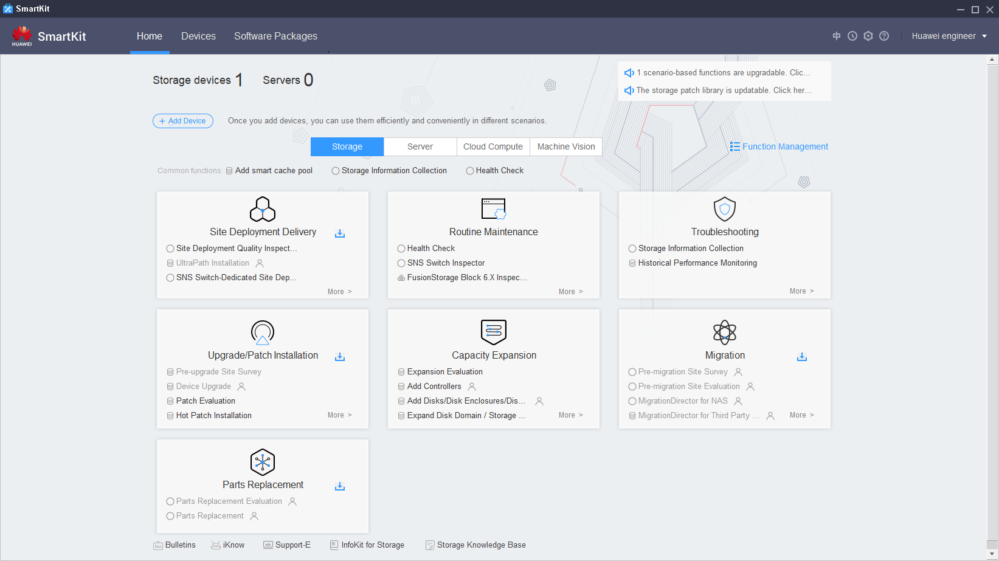 SmartKit
HUAWEI SmartKit Home Devices Software Packages 中 Huawei engineer
Storage devices 1 Servers 0
1 scenario-based functions are upgradable. Clic...
The storage patch library is updatable. Click her...
+ Add Device Once you add devices, you can use them efficiently and conveniently in different scenarios.
Storage Server Cloud Compute Machine Vision Function Management
Common functions Add smart cache pool Storage Information Collection Health Check
Site Deployment Delivery
Site Deployment Quality Inspect...
UltraPath Installation
SNS Switch-Dedicated Site Dep...
More >
Routine Maintenance
Health Check
SNS Switch Inspector
FusionStorage Block 6.X Inspec...
More >
Troubleshooting
Storage Information Collection
Historical Performance Monitoring
More >
Upgrade/Patch Installation
Pre-upgrade Site Survey
Device Upgrade
Patch Evaluation
Hot Patch Installation More >
Capacity Expansion
Expansion Evaluation
Add Controllers
Add Disks/Disk Enclosures/Dis...
Expand Disk Domain / Storage ... More >
Migration
Pre-migration Site Survey
Pre-migration Site Evaluation
MigrationDirector for NAS
MigrationDirector for Third Party ... More >
Parts Replacement
Parts Replacement Evaluation
Parts Replacement
Bulletins iKnow Support-E InfoKit for Storage Storage Knowledge Base